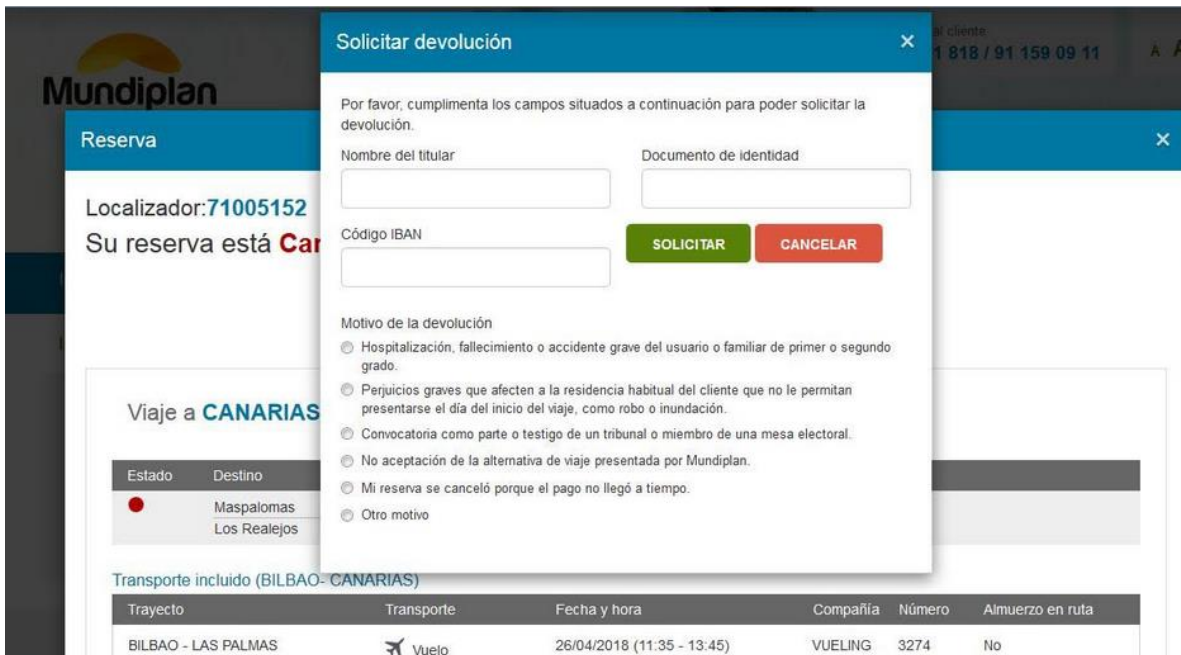 Solicitar devolución ×
al cliente
1 818 / 91 159 09 11
A A
Mundiplan
Por favor, cumplimenta los campos situados a continuación para poder solicitar la
devolución.
Reserva ×
Nombre del titular Documento de identidad
Localizador:71005152
Su reserva está Can
Código IBAN SOLICITAR CANCELAR
Motivo de la devolución
Hospitalización, fallecimiento o accidente grave del usuario o familiar de primer o segundo
grado.
Perjuicios graves que afecten a la residencia habitual del cliente que no le permitan
presentarse el día del inicio del viaje, como robo o inundación.
Viaje a CANARIAS
Convocatoria como parte o testigo de un tribunal o miembro de una mesa electoral.
No aceptación de la alternativa de viaje presentada por Mundiplan.
Estado Destino
Mi reserva se canceló porque el pago no llegó a tiempo.
Maspalomas
Otro motivo
Los Realejos
Transporte incluido (BILBAO- CANARIAS)
Trayecto Transporte Fecha y hora Compañía Número Almuerzo en ruta
BILBAO - LAS PALMAS Vuelo 26/04/2018 (11:35 - 13:45) VUELING 3274 No